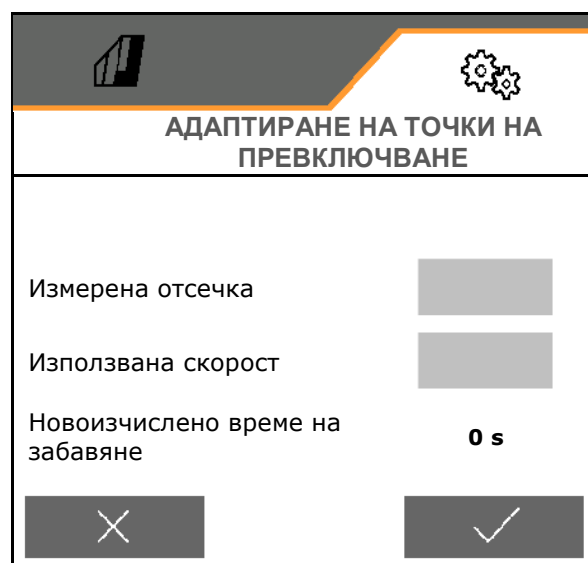 АДАПТИРАНЕ НА ТОЧКИ НА
ПРЕВКЛЮЧВАНЕ
Измерена отсечка
Използвана скорост
Новоизчислено време на
забавяне
0 s